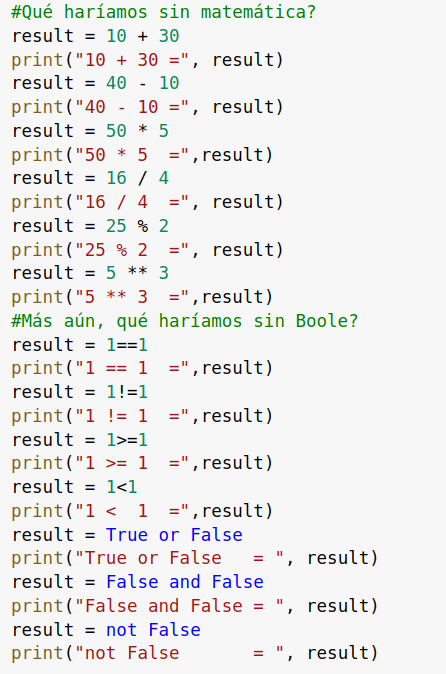 #Qué haríamos sin matemática?
result = 10 + 30
print("10 + 30 =", result)
result = 40 - 10
print("40 - 10 =", result)
result = 50 * 5
print("50 * 5  =",result)
result = 16 / 4
print("16 / 4  =", result)
result = 25 % 2
print("25 % 2  =", result)
result = 5 ** 3
print("5 ** 3  =",result)
#Más aún, qué haríamos sin Boole?
result = 1==1
print("1 == 1  =",result)
result = 1!=1
print("1 != 1  =",result)
result = 1>=1
print("1 >= 1  =",result)
result = 1<1
print("1 <  1  =",result)
result = True or False
print("True or False   = ", result)
result = False and False
print("False and False = ", result)
result = not False
print("not False       = ", result)